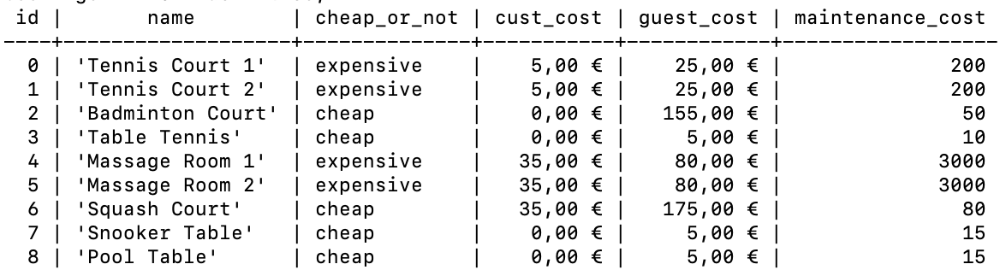 id | name | cheap_or_not | cust_cost | guest_cost | maintenance_cost
----+-------------------+--------------+-----------+------------+------------------
0 | 'Tennis Court 1' | expensive | 5,00 € | 25,00 € | 200
1 | 'Tennis Court 2' | expensive | 5,00 € | 25,00 € | 200
2 | 'Badminton Court' | cheap | 0,00 € | 155,00 € | 50
3 | 'Table Tennis' | cheap | 0,00 € | 5,00 € | 10
4 | 'Massage Room 1' | expensive | 35,00 € | 80,00 € | 3000
5 | 'Massage Room 2' | expensive | 35,00 € | 80,00 € | 3000
6 | 'Squash Court' | cheap | 35,00 € | 175,00 € | 80
7 | 'Snooker Table' | cheap | 0,00 € | 5,00 € | 15
8 | 'Pool Table' | cheap | 0,00 € | 5,00 € | 15